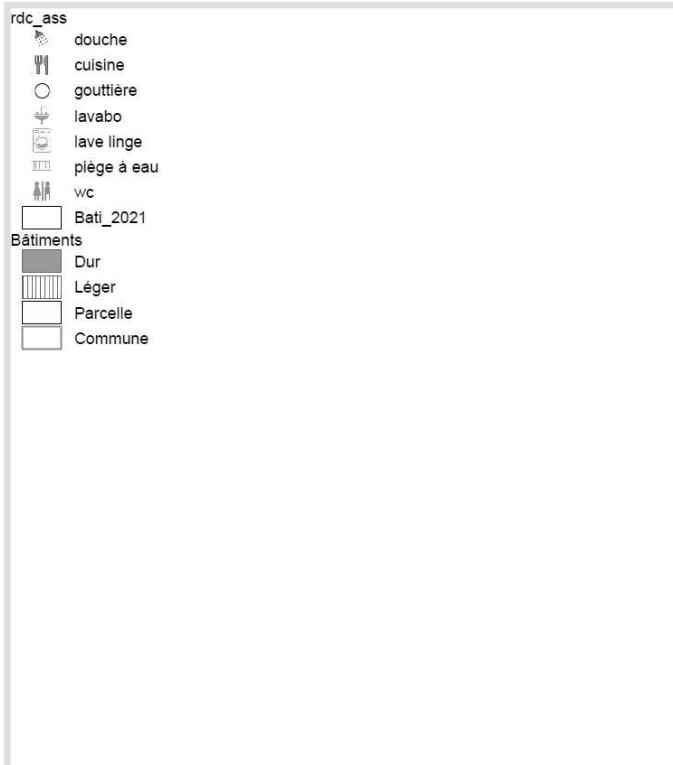 rdc_ass
douche
cuisine
gouttière
lavabo
lave linge
piège à eau
wc
Bati_2021
Bâtiments
Dur
Léger
Parcelle
Commune